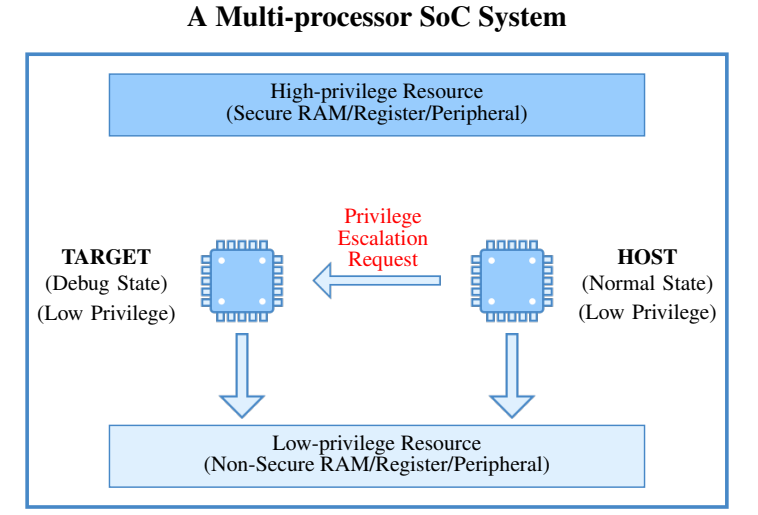 A Multi-processor SoC System
High-privilege Resource
(Secure RAM/Register/Peripheral)
Privilege
Escalation
Request
TARGET
(Debug State)
(Low Privilege)
HOST
(Normal State)
(Low Privilege)
Low-privilege Resource
(Non-Secure RAM/Register/Peripheral)